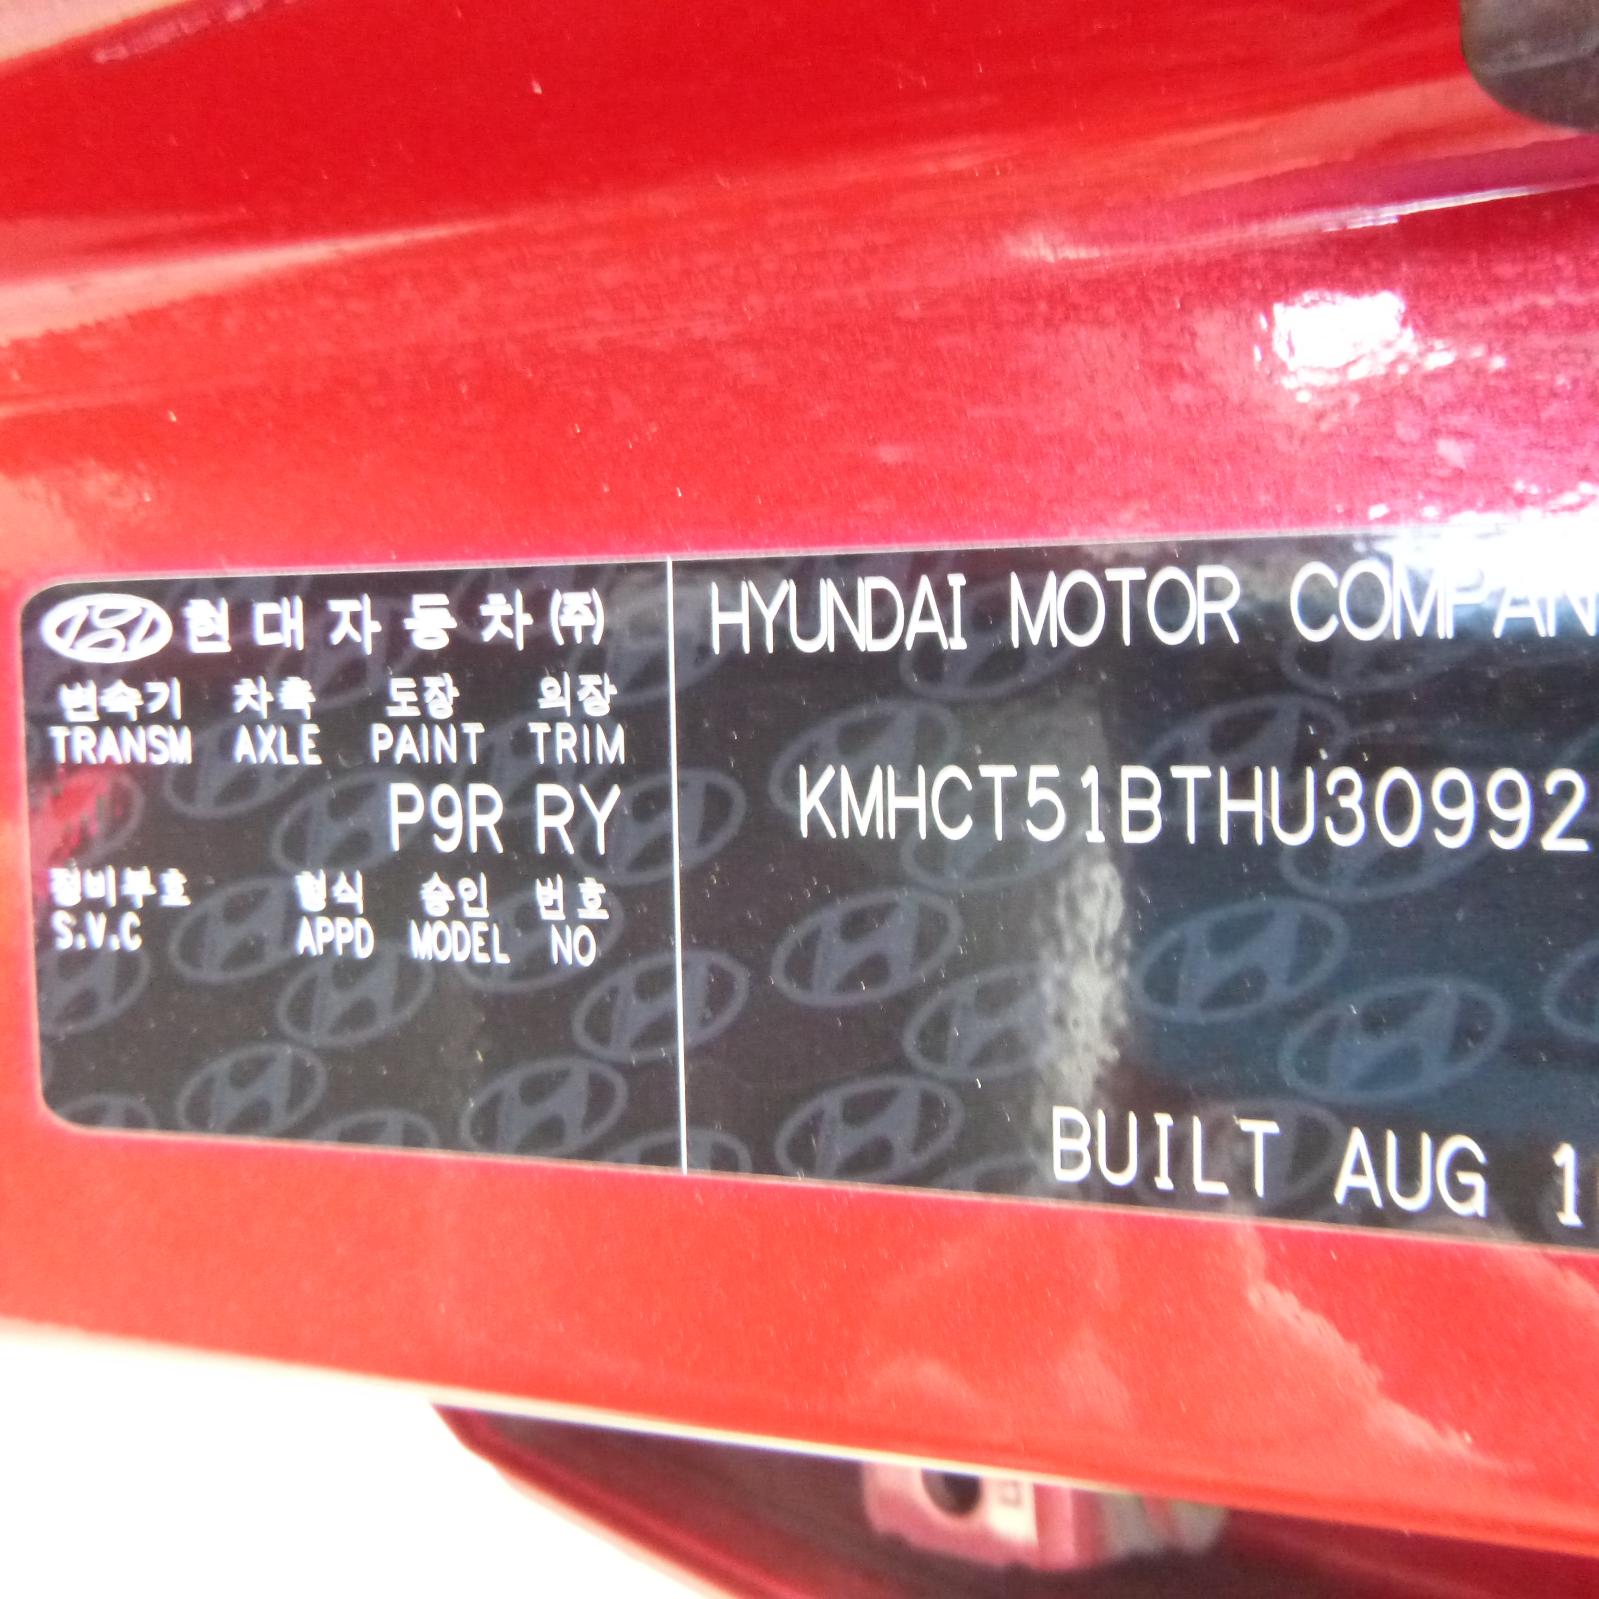 현대자동차(주)
변속기 차축 도장 의장
TRANSM AXLE PAINT TRIM
P9R RY
정비부호 형식 승인 번호
S.V.C APPD MODEL NO
HYUNDAI MOTOR COMPAN
KMHCT51BTHU30992
BUILT AUG 1